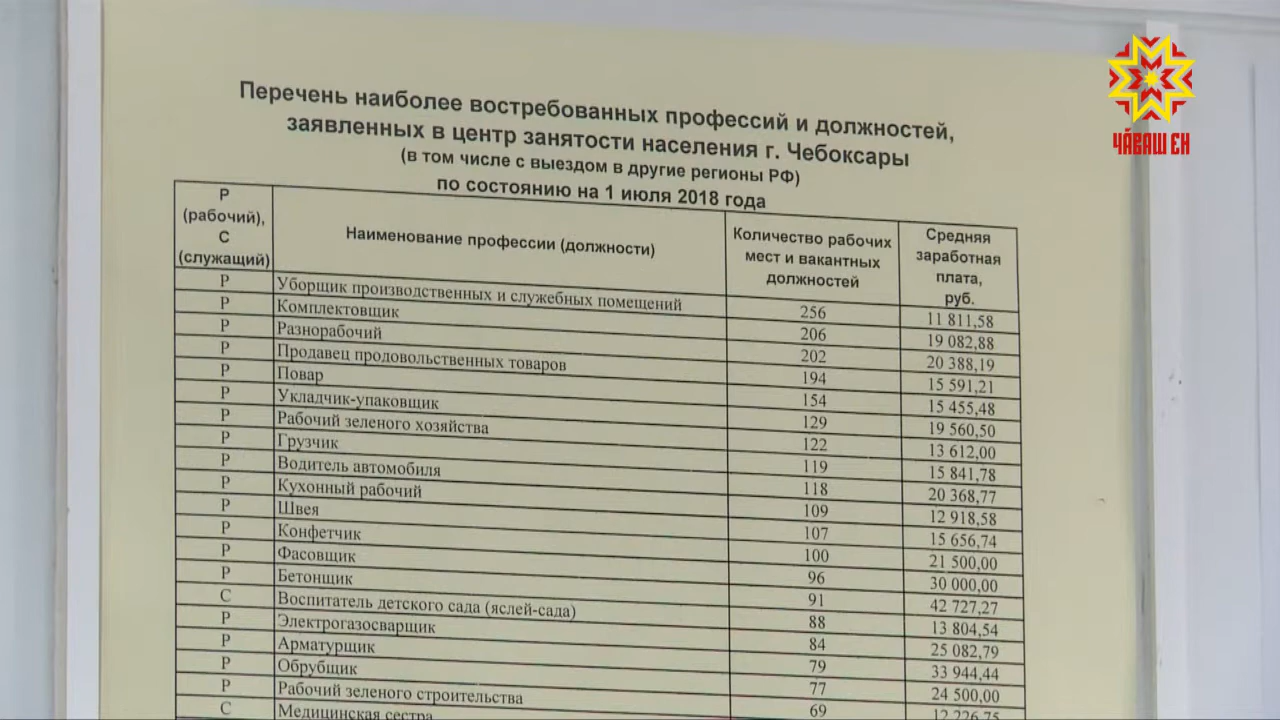 ЧӐВАШ ЕН
Перечень наиболее востребованных профессий и должностей,
заявленных в центр занятости населения г. Чебоксары
(в том числе с выездом в другие регионы РФ)
по состоянию на 1 июля 2018 года
Р
(рабочий),
С
(служащий)
Наименование профессии (должности)
Количество рабочих
мест и вакантных
должностей
Средняя
заработная
плата,
руб.
Р Уборщик производственных и служебных помещений 256 11 811,58
Р Комплектовщик 206 19 082,88
Р Разнорабочий 202 20 388,19
Р Продавец продовольственных товаров 194 15 591,21
Р Повар 154 15 455,48
Р Укладчик-упаковщик 129 19 560,50
Р Рабочий зеленого хозяйства 122 13 612,00
Р Грузчик 119 15 841,78
Р Водитель автомобиля 118 20 368,77
Р Кухонный рабочий 109 12 918,58
Р Швея 107 15 656,74
Р Конфетчик 100 21 500,00
Р Фасовщик 96 30 000,00
Р Бетонщик 91 42 727,27
С Воспитатель детского сада (яслей-сада) 88 13 804,54
Р Электрогазосварщик 84 25 082,79
Р Арматурщик 79 33 944,44
Р Обрубщик 77 24 500,00
Р Рабочий зеленого строительства 69 12 226,75
С Медицинская сестра